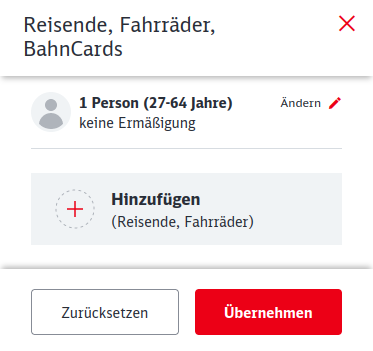 Reisende, Fahrräder,
BahnCards
1 Person (27-64 Jahre)
Ändern
keine Ermäßigung
Hinzufügen
(Reisende, Fahrräder)
Zurücksetzen
Übernehmen